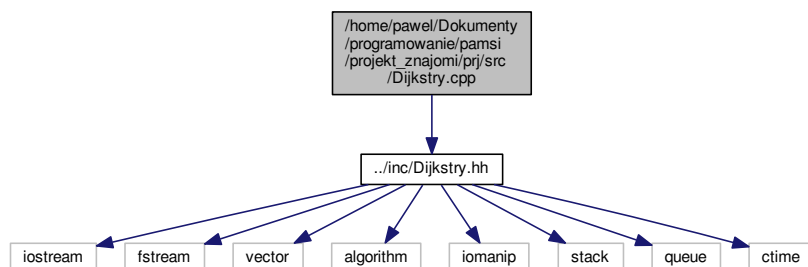 /home/pawel/Dokumenty
/programowanie/pamsi
/projekt_znajomi/prj/src
/Dijkstry.cpp
../inc/Dijkstry.hh
iostream fstream vector algorithm iomanip stack queue ctime